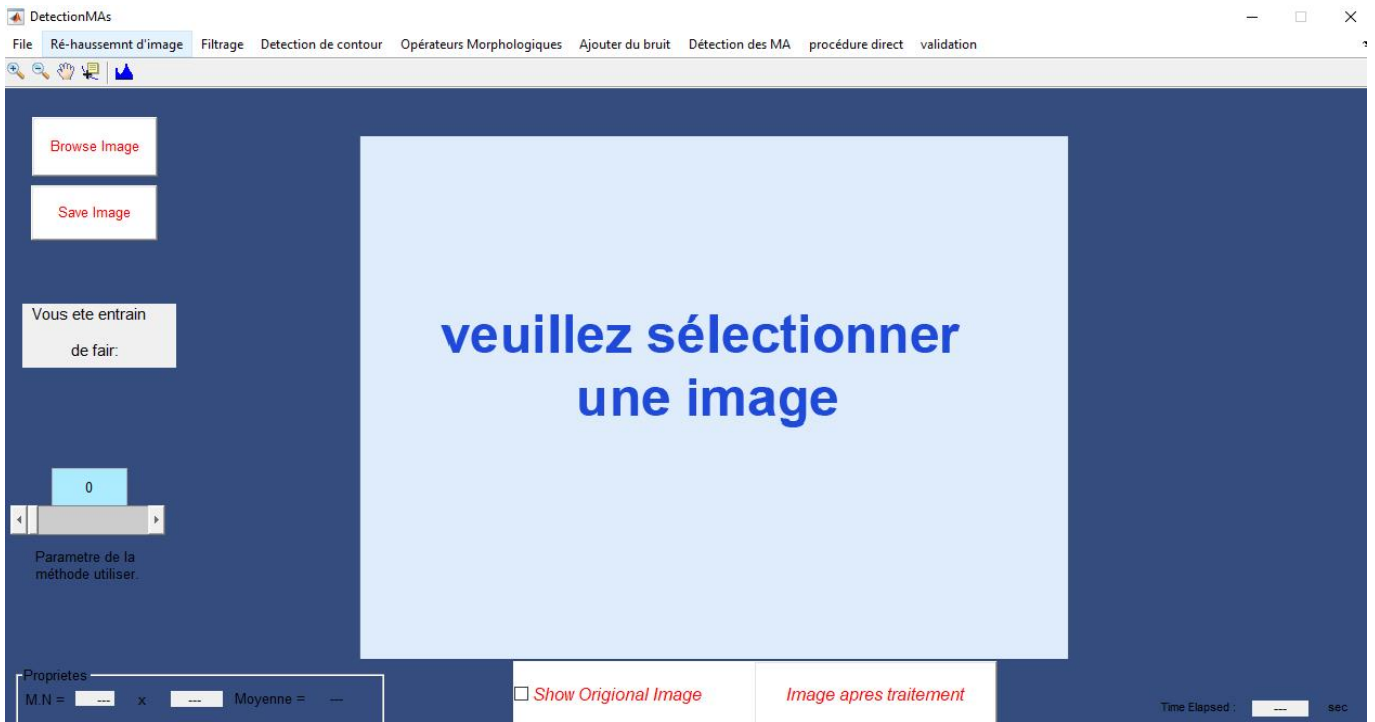 DetectionMAs
File Ré-haussemnt d'image Filtrage Detection de contour Opérateurs Morphologiques Ajouter du bruit Détection des MA procédure direct validation
Browse Image
Save Image
Vous ete entrain
de fair:
veuillez sélectionner
une image
0
Parametre de la
méthode utiliser.
Proprietes
M.N = --- x --- Moyenne = ---
Show Origional Image
Image apres traitement
Time Elapsed : --- sec